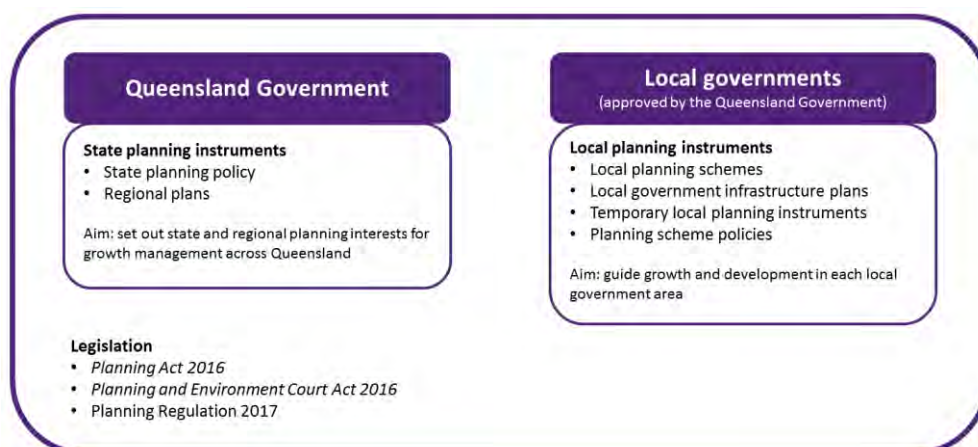 Queensland Government
State planning instruments
• State planning policy
• Regional plans
Aim: set out state and regional planning interests for
growth management across Queensland
Legislation
• Planning Act 2016
• Planning and Environment Court Act 2016
• Planning Regulation 2017
Local governments
(approved by the Queensland Government)
Local planning instruments
• Local planning schemes
• Local government infrastructure plans
• Temporary local planning instruments
• Planning scheme policies
Aim: guide growth and development in each local
government area